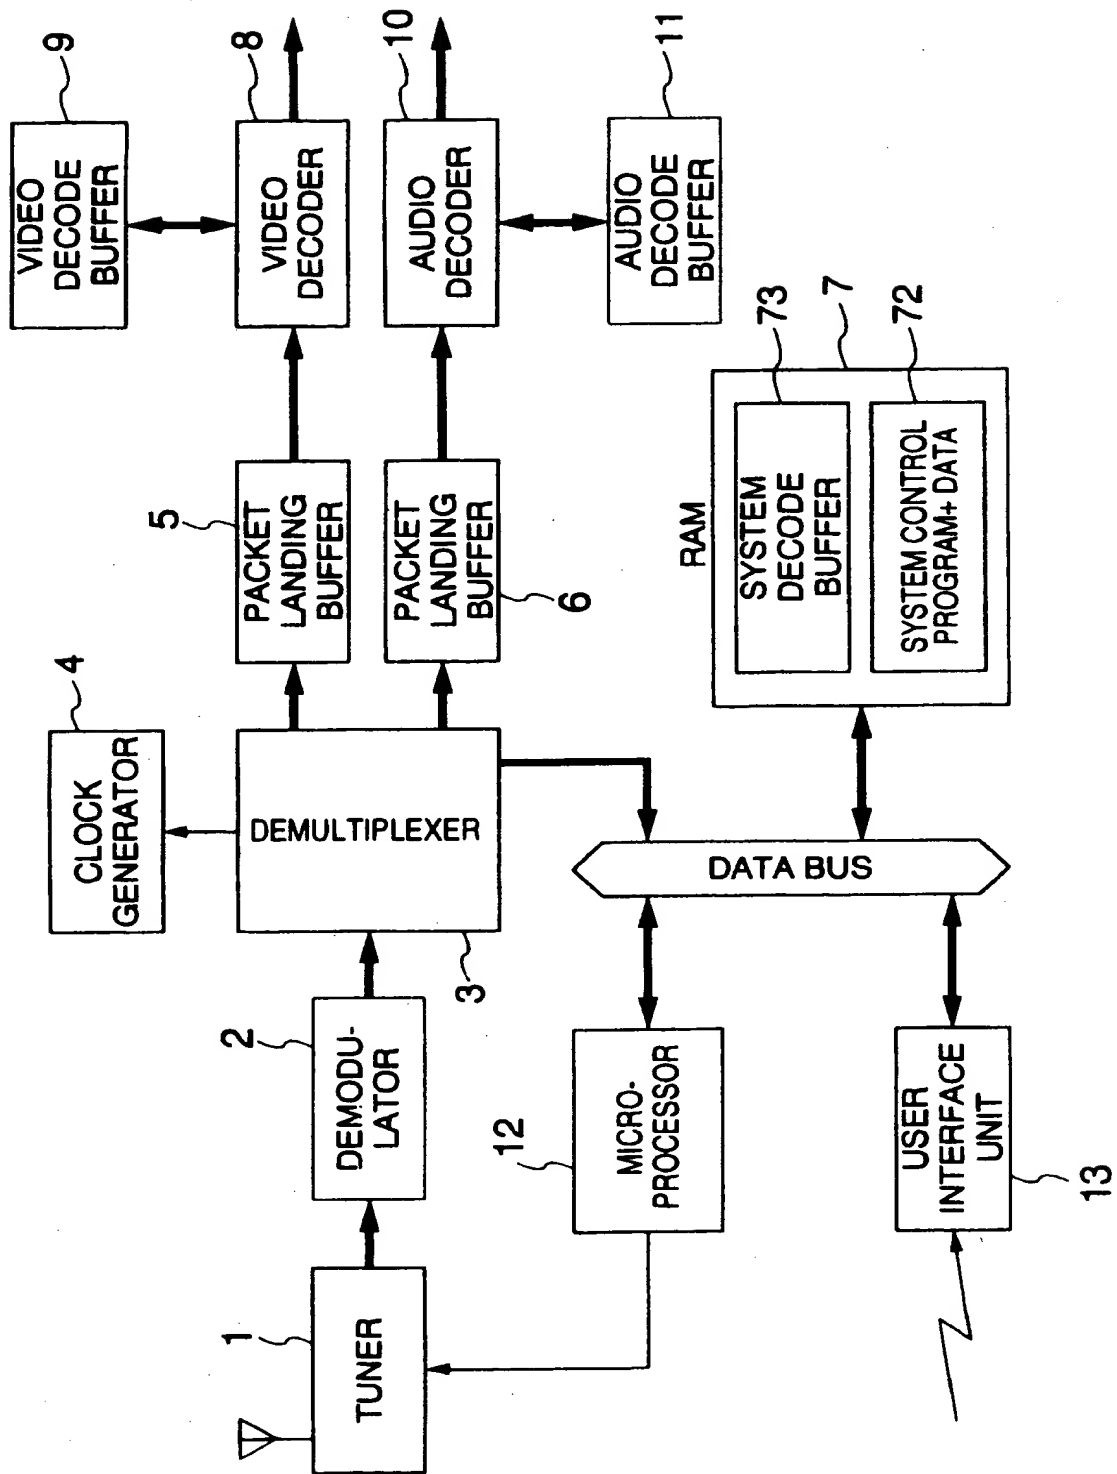 9
VIDEO
DECODE
BUFFER
8
VIDEO
DECODER
10
AUDIO
DECODER
11
AUDIO
DECODE
BUFFER
5
PACKET
LANDING
BUFFER
PACKET
LANDING
BUFFER
6
4
CLOCK
GENERATOR
DEMULTIPLEXER
3
2
DEMODU-
LATOR
1
TUNER
12
MICRO-
PROCESSOR
DATA BUS
USER
INTERFACE
UNIT
13
RAM
7
73
SYSTEM
DECODE
BUFFER
72
SYSTEM CONTROL
PROGRAM+DATA